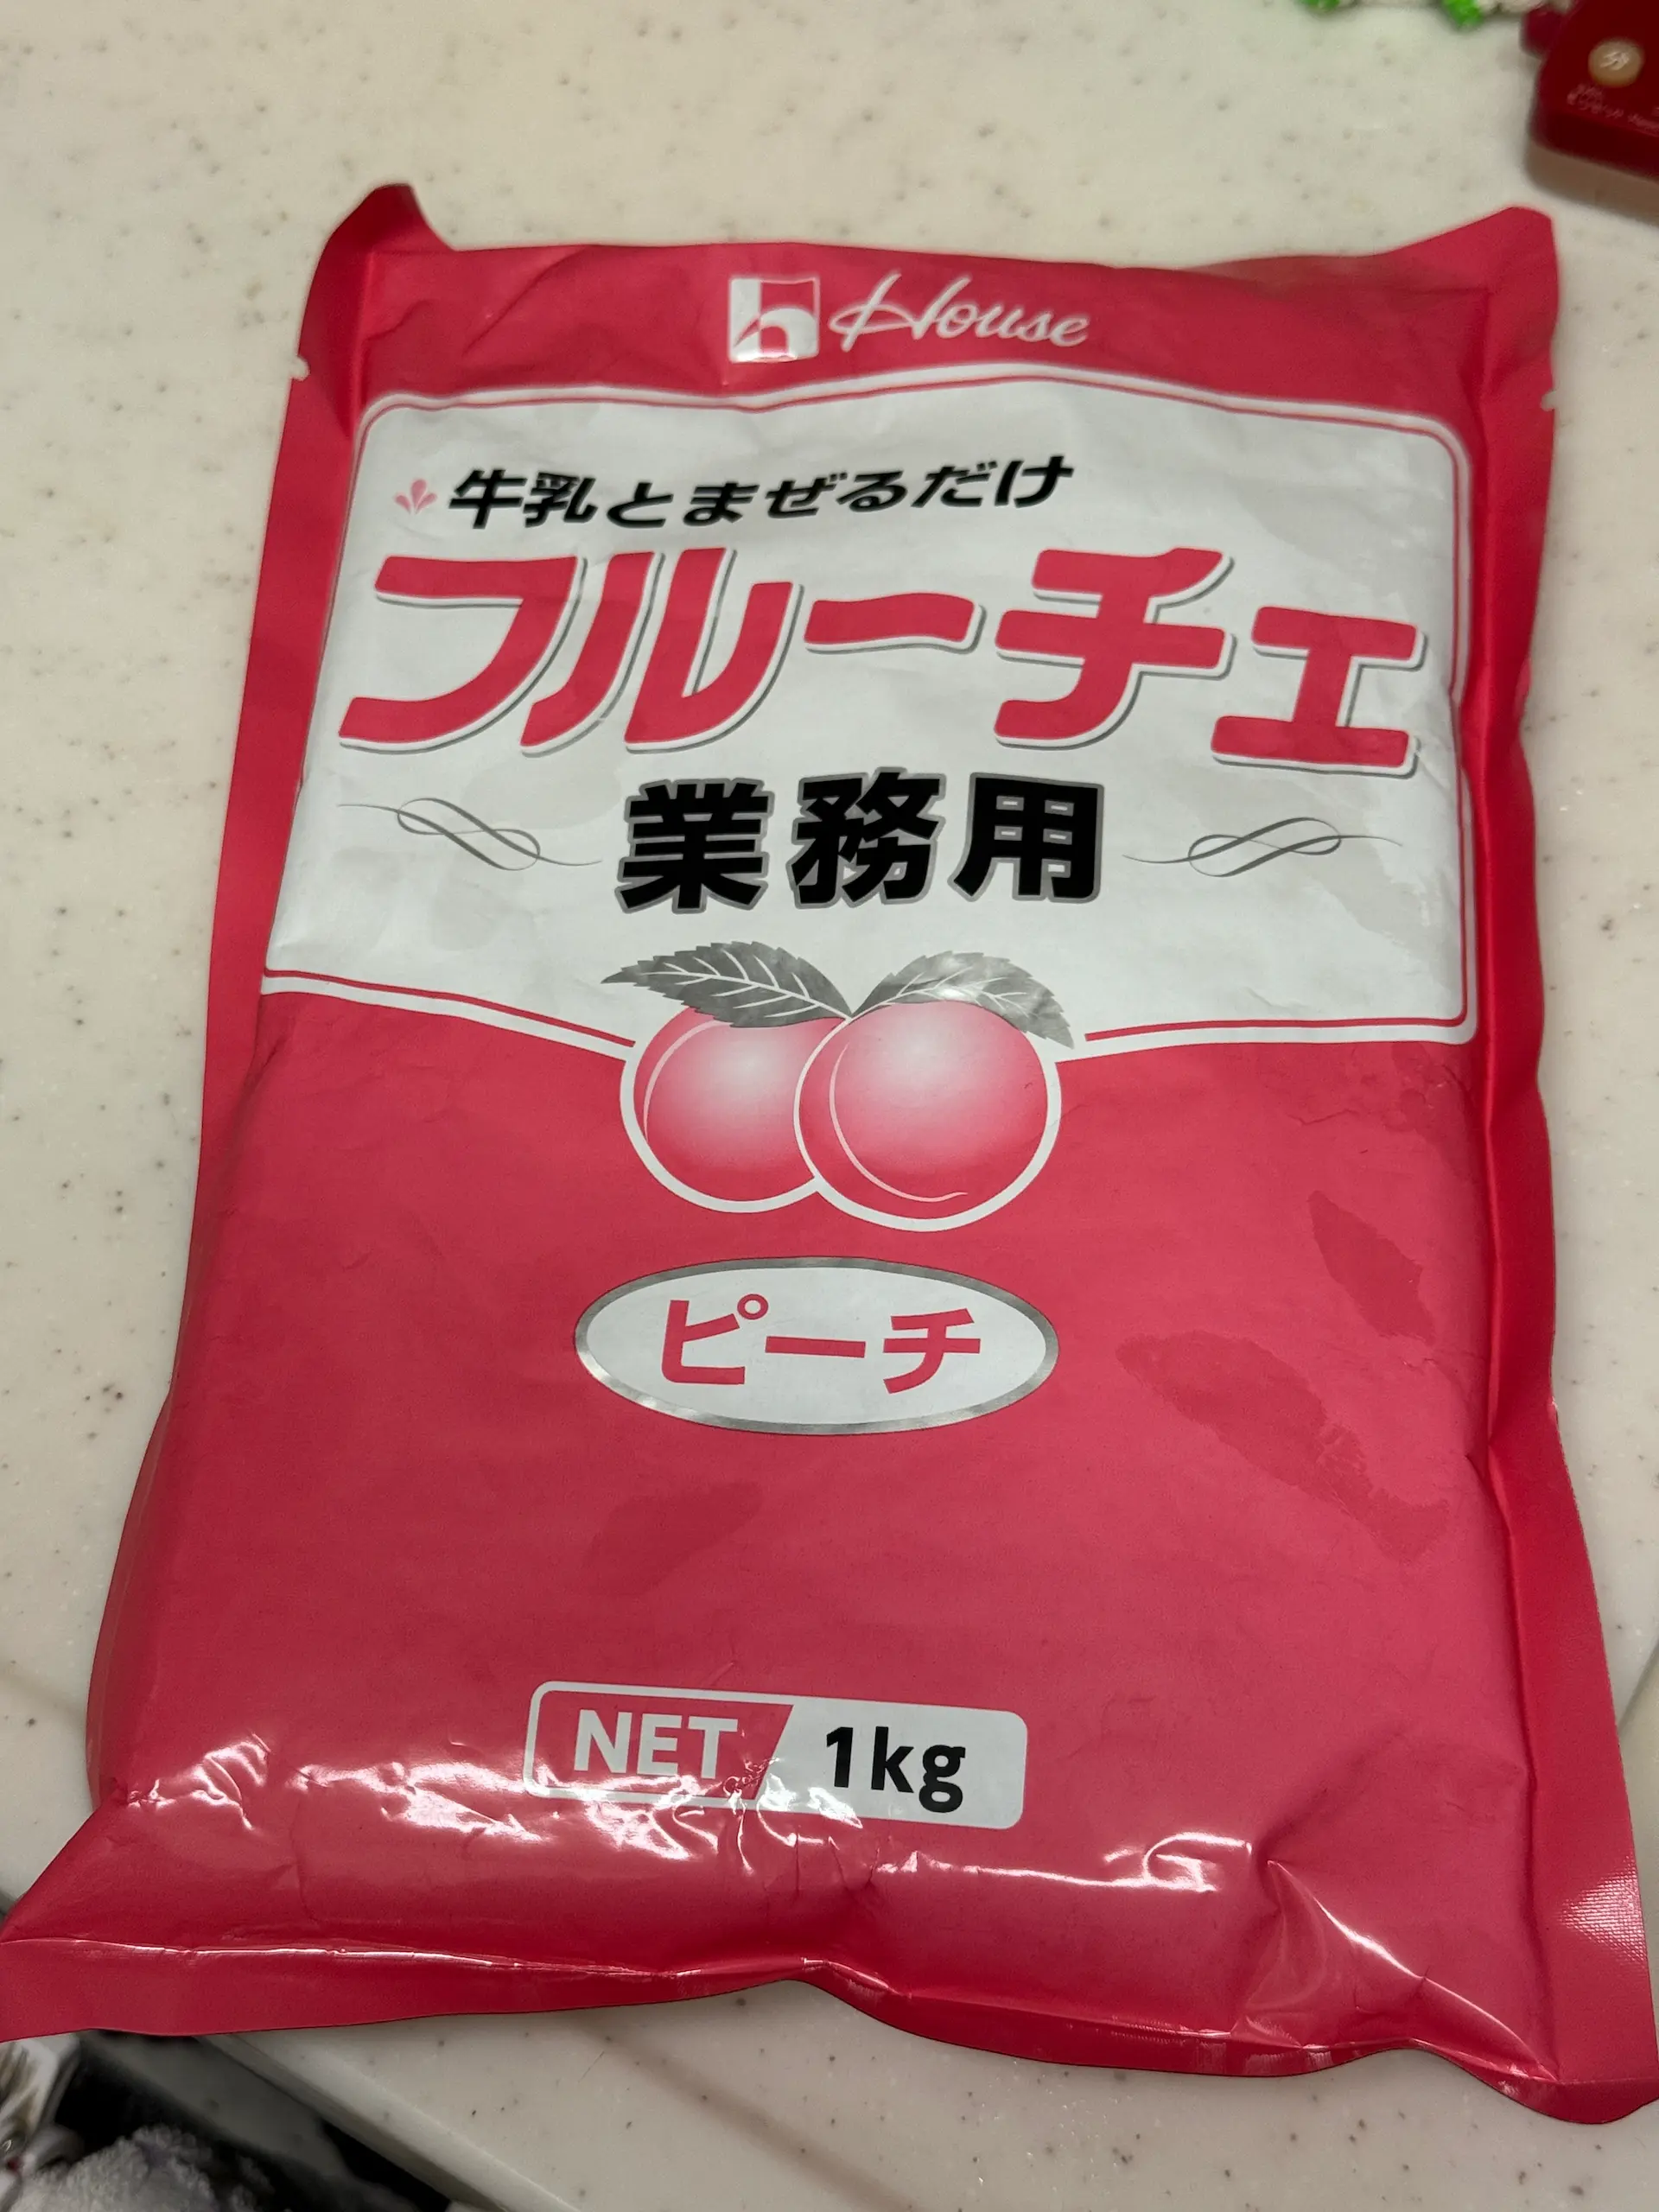 House
牛乳とまぜるだけ
フルーチェ
業務用
ピーチ
NET 1kg